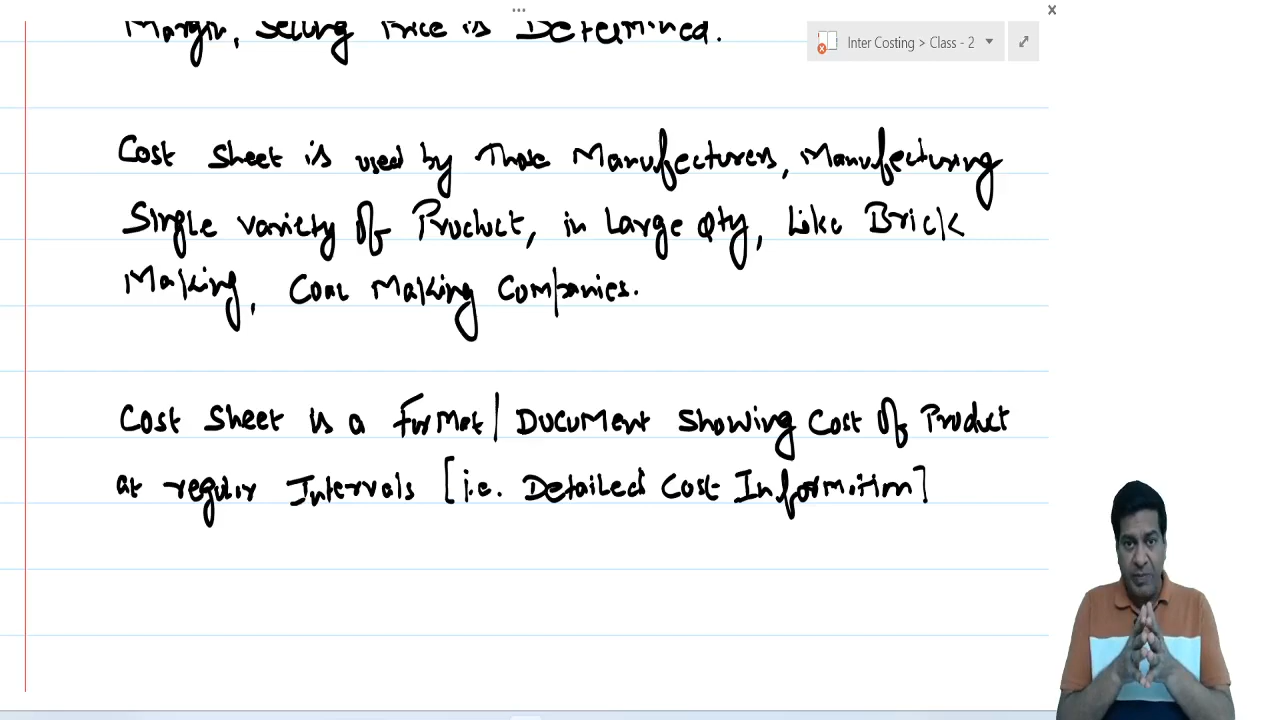 Margin, Selling Price is Determined.
Inter Costing > Class - 2
Cost Sheet is used by Those Manufecturers, Manufecturing
Single variety Of Product, in Large Qty, Like Brick
Making, Coal Making Companies.
Cost Sheet is a Format/ Document Showing Cost Of Product
at regular Intervals [i.e. Detailed Cost Information]